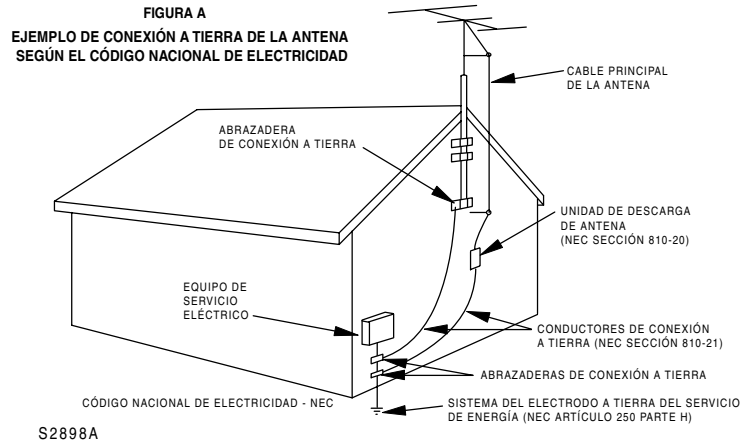 FIGURA A
EJEMPLO DE CONEXIÓN A TIERRA DE LA ANTENA
SEGÚN EL CÓDIGO NACIONAL DE ELECTRICIDAD
CABLE PRINCIPAL
DE LA ANTENA
ABRAZADERA
DE CONEXIÓN A TIERRA
UNIDAD DE DESCARGA
DE ANTENA
(NEC SECCIÓN 810-20)
EQUIPO DE
SERVICIO
ELÉCTRICO
CONDUCTORES DE CONEXIÓN
A TIERRA (NEC SECCIÓN 810-21)
ABRAZADERAS DE CONEXIÓN A TIERRA
CÓDIGO NACIONAL DE ELECTRICIDAD - NEC
SISTEMA DEL ELECTRODO A TIERRA DEL SERVICIO
DE ENERGÍA (NEC ARTÍCULO 250 PARTE H)
S2898A